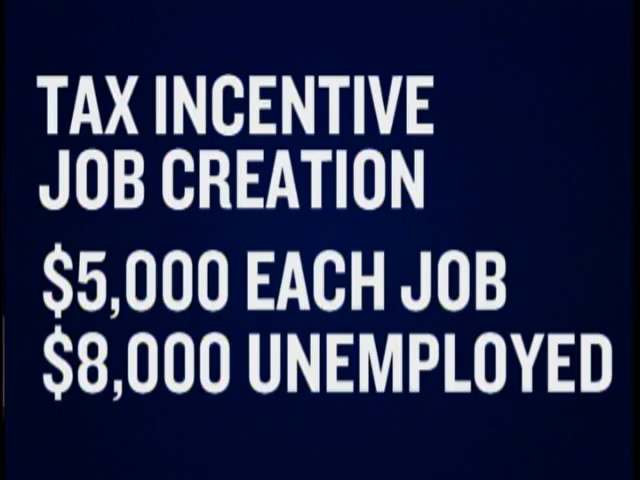 TAX INCENTIVE
JOB CREATION
$5,000 EACH JOB
$8,000 UNEMPLOYED